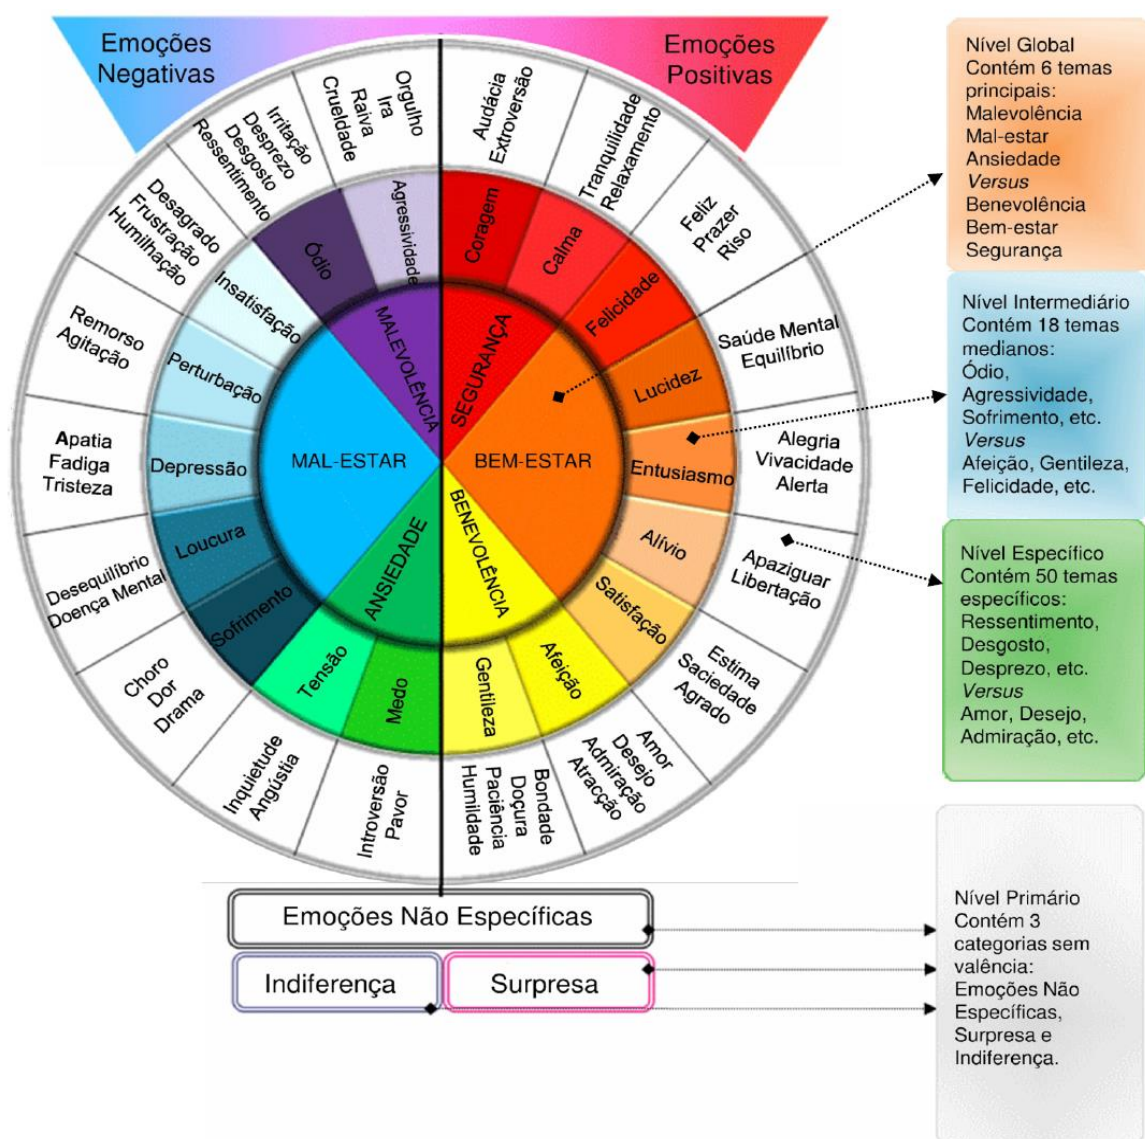 Emoções
Negativas
Emoções
Positivas
Orgulho
Ira
Raiva
Crueldade
Irritação
Desprezo
Desgosto
Ressentimento
Desagrado
Frustração
Humilhação
Remorso
Agitação
Apatia
Fadiga
Tristeza
Desequilíbrio
Doença Mental
Choro
Dor
Drama
Inquietude
Angústia
Introversão
Pavor
Audácia
Extroversão
Tranquilidade
Relaxamento
Feliz
Prazer
Riso
Saúde Mental
Equilíbrio
Alegria
Vivacidade
Alerta
Apaziguar
Libertação
Estima
Saciedade
Agrado
Amor
Desejo
Admiração
Atracção
Bondade
Doçura
Paciência
Humildade
Agressividade
Ódio
Insatisfação
Perturbação
Depressão
Loucura
Sofrimento
Tensão
Medo
Coragem
Calma
Felicidade
Lucidez
Entusiasmo
Alívio
Satisfação
Afeição
Gentileza
MALEVOLÊNCIA
MAL-ESTAR
ANSIEDADE
SEGURANÇA
BEM-ESTAR
BENEVOLÊNCIA
Emoções Não Específicas
Indiferença
Surpresa
Nível Global
Contém 6 temas
principais:
Malevolência
Mal-estar
Ansiedade
Versus
Benevolência
Bem-estar
Segurança
Nível Intermediário
Contém 18 temas
medianos:
Ódio,
Agressividade,
Sofrimento, etc.
Versus
Afeição, Gentileza,
Felicidade, etc.
Nível Específico
Contém 50 temas
específicos:
Ressentimento,
Desgosto,
Desprezo, etc.
Versus
Amor, Desejo,
Admiração, etc.
Nível Primário
Contém 3
categorias sem
valência:
Emoções Não
Específicas,
Surpresa e
Indiferença.